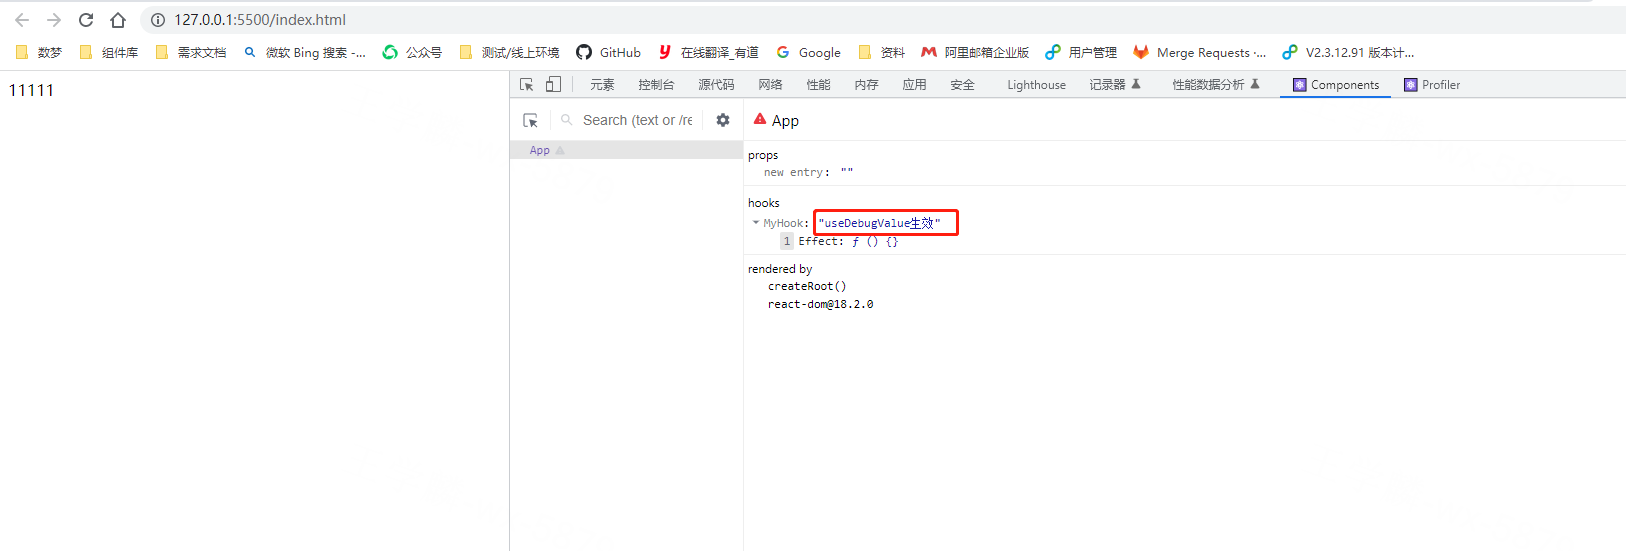 127.0.0.1:5500/index.html
数梦 组件库 需求文档 微软 Bing 搜索 -... 公众号 测试/线上环境 GitHub 在线翻译_有道 Google 资料 阿里邮箱企业版 用户管理 Merge Requests ·... V2.3.12.91 版本计...
11111
元素 控制台 源代码 网络 性能 内存 应用 安全 Lighthouse 记录器 性能数据分析 Components Profiler
Search (text or /re
App
App
props
new entry: ""
hooks
MyHook: "useDebugValue生效"
1 Effect: ƒ () {}
rendered by
createRoot()
react-dom@18.2.0